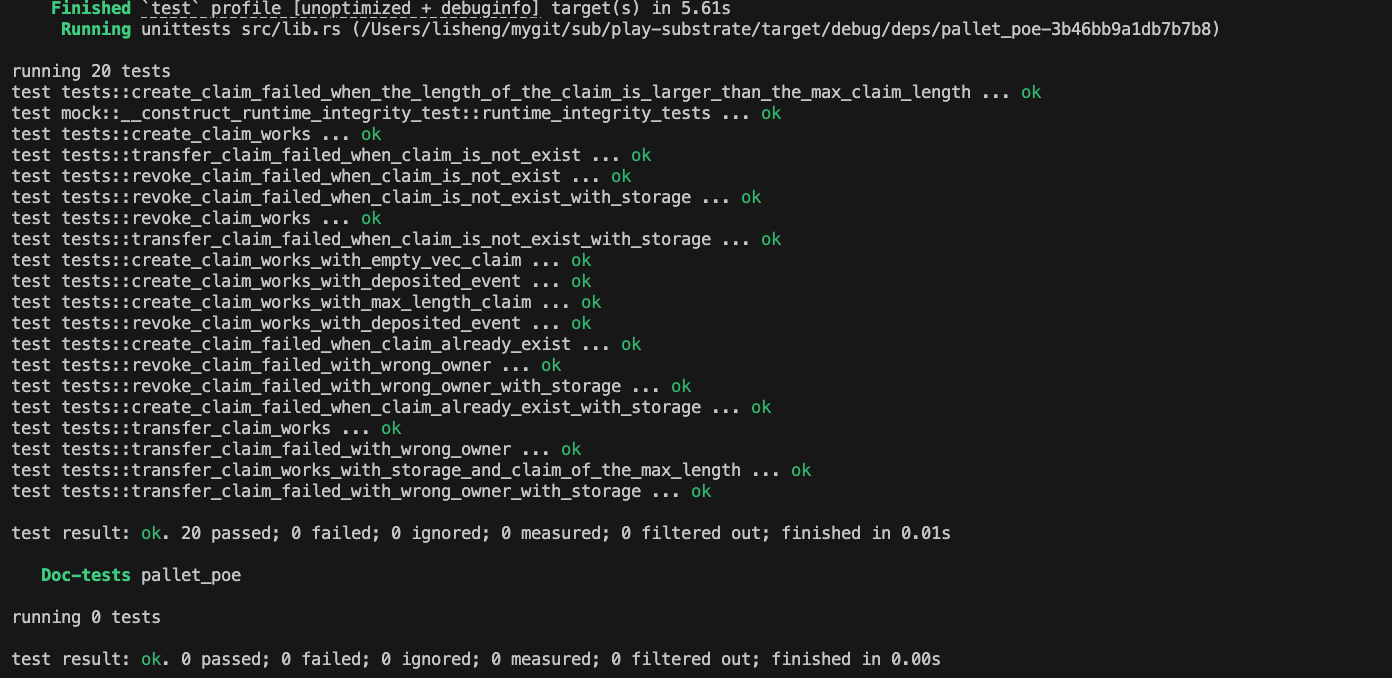 Finished `test` profile [unoptimized + debuginfo] target(s) in 5.61s
Running unittests src/lib.rs (/Users/lisheng/mygit/sub/play-substrate/target/debug/deps/pallet_poe-3b46bb9a1db7b7b8)
running 20 tests
test tests::create_claim_failed_when_the_length_of_the_claim_is_larger_than_the_max_claim_length ... ok
test mock::__construct_runtime_integrity_test::runtime_integrity_tests ... ok
test tests::create_claim_works ... ok
test tests::transfer_claim_failed_when_claim_is_not_exist ... ok
test tests::revoke_claim_failed_when_claim_is_not_exist ... ok
test tests::revoke_claim_failed_when_claim_is_not_exist_with_storage ... ok
test tests::revoke_claim_works ... ok
test tests::transfer_claim_failed_when_claim_is_not_exist_with_storage ... ok
test tests::create_claim_works_with_empty_vec_claim ... ok
test tests::create_claim_works_with_deposited_event ... ok
test tests::create_claim_works_with_max_length_claim ... ok
test tests::revoke_claim_works_with_deposited_event ... ok
test tests::create_claim_failed_when_claim_already_exist ... ok
test tests::revoke_claim_failed_with_wrong_owner ... ok
test tests::revoke_claim_failed_with_wrong_owner_with_storage ... ok
test tests::create_claim_failed_when_claim_already_exist_with_storage ... ok
test tests::transfer_claim_works ... ok
test tests::transfer_claim_failed_with_wrong_owner ... ok
test tests::transfer_claim_works_with_storage_and_claim_of_the_max_length ... ok
test tests::transfer_claim_failed_with_wrong_owner_with_storage ... ok
test result: ok. 20 passed; 0 failed; 0 ignored; 0 measured; 0 filtered out; finished in 0.01s
Doc-tests pallet_poe
running 0 tests
test result: ok. 0 passed; 0 failed; 0 ignored; 0 measured; 0 filtered out; finished in 0.00s